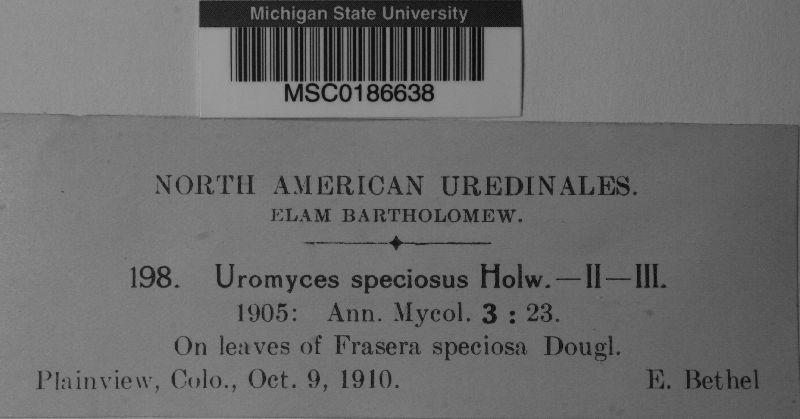 Michigan State University
MSC0186638
NORTH AMERICAN UREDINALES.
ELAM BARTHOLOMEW.
198. Uromyces speciosus Holw.—II—III.
1905: Ann. Mycol. 3 : 23.
On leaves of Frasera speciosa Dougl.
Plainview, Colo., Oct. 9, 1910. E. Bethel